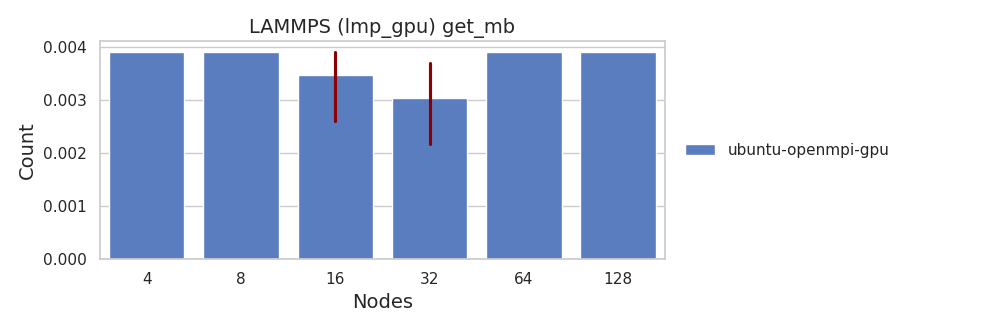 LAMMPS (lmp_gpu) get_mb
0.004
0.003
0.002
0.001
0.000
Count
4 8 16 32 64 128
Nodes
ubuntu-openmpi-gpu